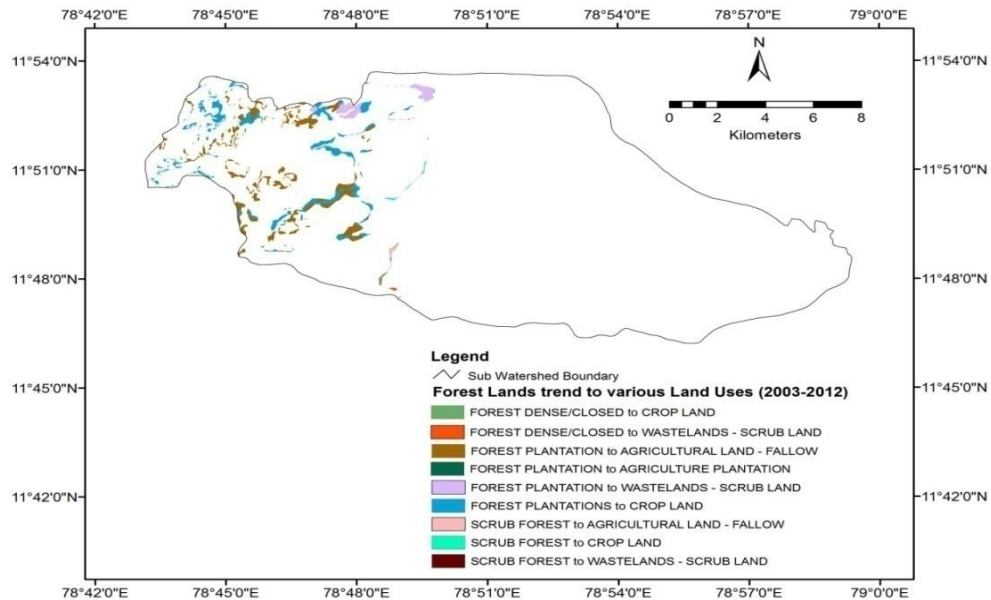 78°42'0"E 78°45'0"E 78°48'0"E 78°51'0"E 78°54'0"E 78°57'0"E 79°0'0"E
N
11°54'0"N 11°54'0"N
0 2 4 6 8
Kilometers
11°51'0"N 11°51'0"N
11°48'0"N 11°48'0"N
Legend
Sub Watershed Boundary
11°45'0"N 11°45'0"N
Forest Lands trend to various Land Uses (2003-2012)
FOREST DENSE/CLOSED to CROP LAND
FOREST DENSE/CLOSED to WASTELANDS - SCRUB LAND
FOREST PLANTATION to AGRICULTURAL LAND - FALLOW
FOREST PLANTATION to AGRICULTURE PLANTATION
FOREST PLANTATION to WASTELANDS - SCRUB LAND
11°42'0"N 11°42'0"N
FOREST PLANTATIONS to CROP LAND
SCRUB FOREST to AGRICULTURAL LAND - FALLOW
SCRUB FOREST to CROP LAND
SCRUB FOREST to WASTELANDS - SCRUB LAND
78°42'0"E 78°45'0"E 78°48'0"E 78°51'0"E 78°54'0"E 78°57'0"E 79°0'0"E